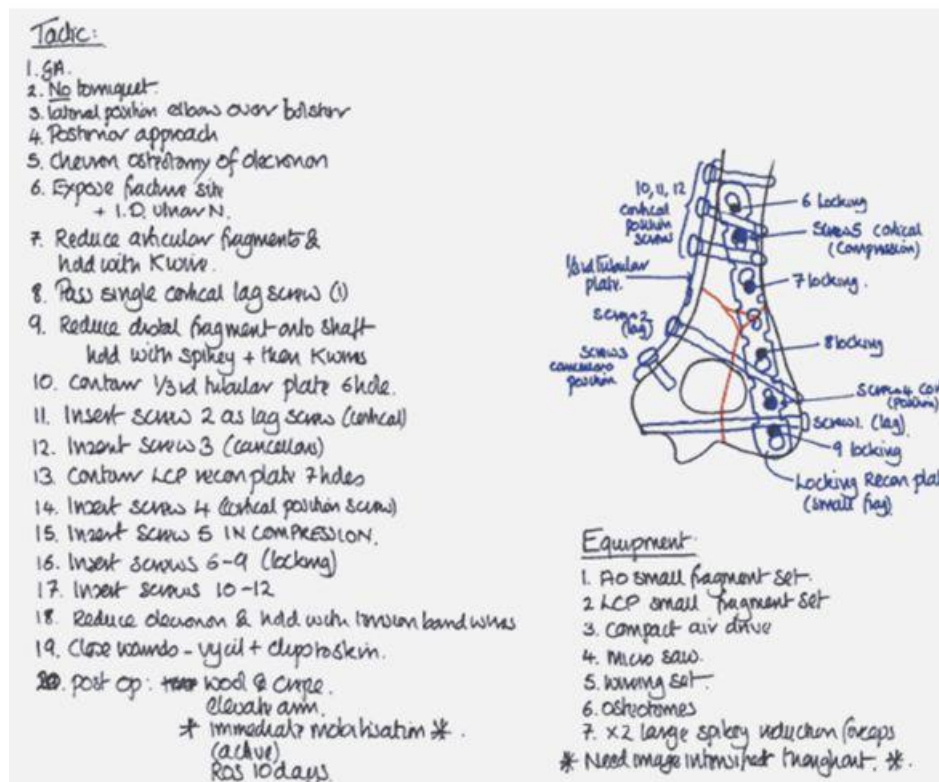 Tactic:
1. GA.
2. No tourniquet.
3. lateral position elbow over bolster
4. Posterior approach
5. Chevron osteotomy of olecranon
6. Expose fracture site
+ I.D. Ulnar N.
7. Reduce articular fragments &
hold with K wire.
8. Pass single cortical lag screw (1)
9. Reduce distal fragment onto shaft
hold with spikey + then K wires
10. Contour 1/3rd tubular plate 6 hole.
11. Insert screw 2 as lag screw (cortical)
12. Insert screw 3 (cancellous)
13. Contour LCP recon plate 7 holes
14. Insert screw 4 (cortical position screw)
15. Insert screw 5 IN COMPRESSION.
16. Insert screws 6-9 (locking)
17. Insert screws 10-12
18. Reduce olecranon & hold with tension band wires
19. Close wounds - vycil + clips to skin.
20. post op: wool & crepe.
elevate arm.
* immediate mobilisation *.
(active)
ROS 10 days.
10, 11, 12
cortical
position
screw
1/3rd tubular
plate.
screw 2
(lag)
screw 3
cancellous
position
6 locking
screw 5 cortical
(compression)
7 locking.
8 locking
screw 4 co
(position)
screw 1. (lag)
9 locking
Locking Recon plat
(small frag)
Equipment
1. AO small fragment set.
2 LCP small fragment set
3. Compact air drive
4. Micro saw.
5. wiring set.
6. Osteotomes
7. x2 large spikey reduction forceps
* Need image intensifier throughout. *.